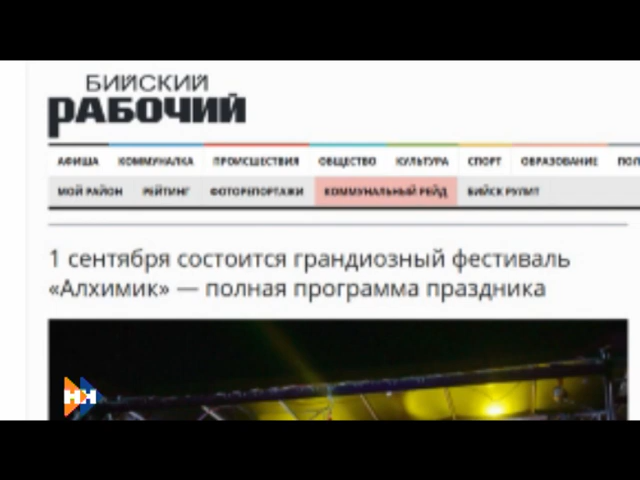 БИЙСКИЙ
РАБОЧИЙ
АФИША КОММУНАЛКА ПРОИСШЕСТВИЯ ОБЩЕСТВО КУЛЬТУРА СПОРТ ОБРАЗОВАНИЕ
МОЙ РАЙОН РЕЙТИНГ ФОТОРЕПОРТАЖИ КОММУНАЛЬНЫЙ РЕЙД БИЙСК РУЛИТ
1 сентября состоится грандиозный фестиваль
«Алхимик» — полная программа праздника
НН